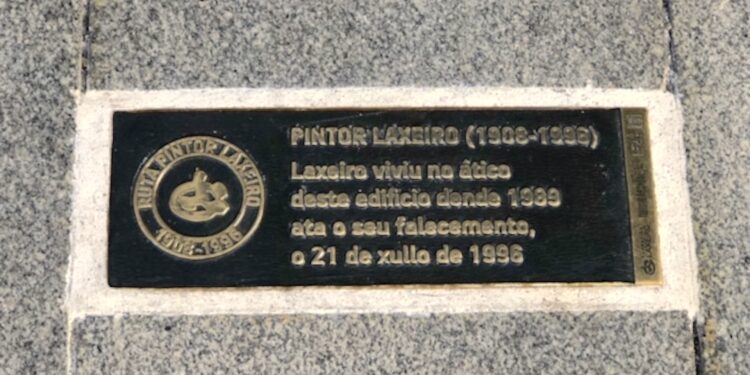 PINTOR LAXEIRO (1908-1996)
Laxeiro viviu no ático
deste edificio dende 1989
ata o seu falecemento,
o 21 de xullo de 1996
RUTA PINTOR LAXEIRO
1908-1996